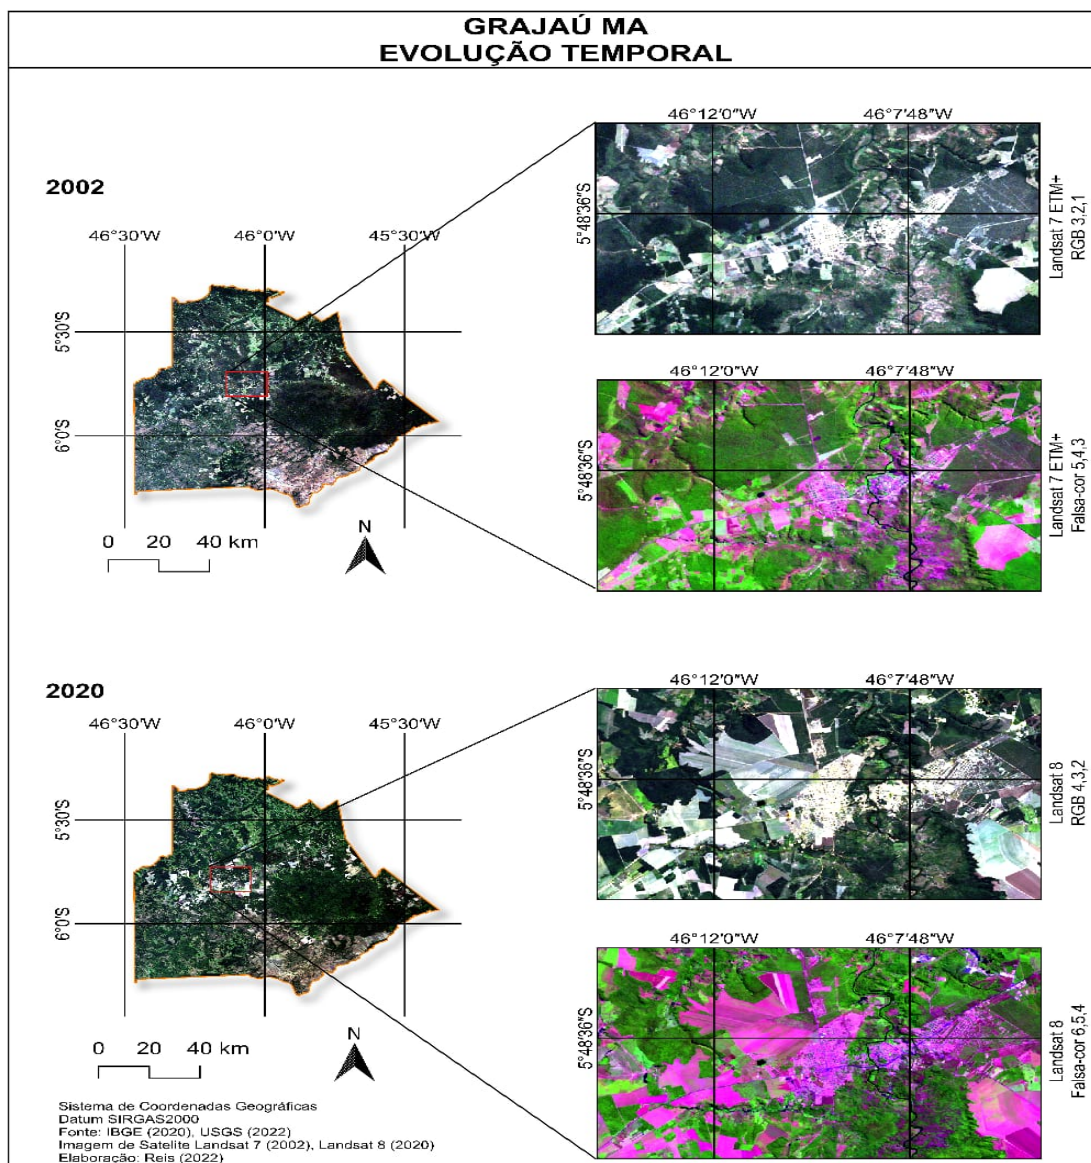 GRAJAÚ MA
EVOLUÇÃO TEMPORAL
2002
46°30'W 46°0'W 45°30'W
5°30'S
6°0'S
0 20 40 km
N
46°12'0"W 46°7'48"W
5°48'36"S
Landsat 7 ETM+
RGB 3,2,1
46°12'0"W 46°7'48"W
5°48'36"S
Landsat 7 ETM+
Falsa-cor 5,4,3
2020
46°30'W 46°0'W 45°30'W
5°30'S
6°0'S
0 20 40 km
N
46°12'0"W 46°7'48"W
5°48'36"S
Landsat 8
RGB 4,3,2
46°12'0"W 46°7'48"W
5°48'36"S
Landsat 8
Falsa-cor 6,5,4
Sistema de Coordenadas Geográficas
Datum SIRGAS2000
Fonte: IBGE (2020), USGS (2022)
Imagem de Satelite Landsat 7 (2002), Landsat 8 (2020)
Elaboração: Reis (2022)